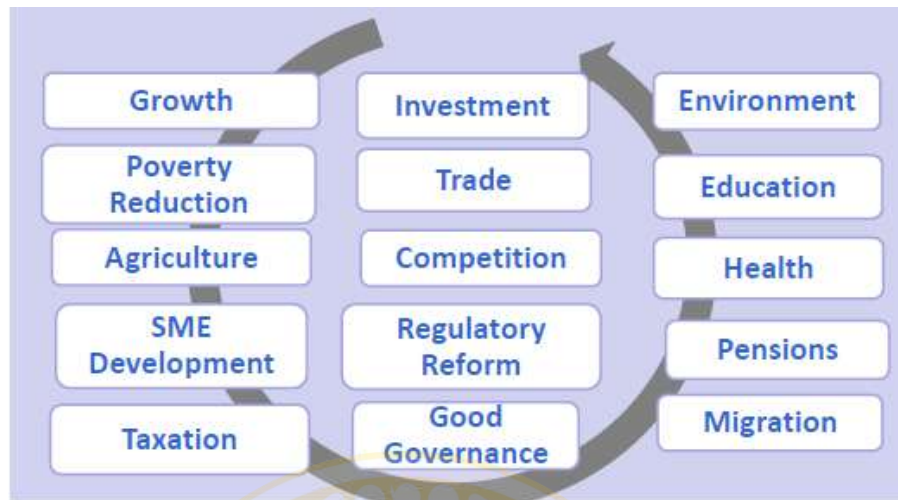 Growth
Poverty
Reduction
Agriculture
SME
Development
Taxation
Investment
Trade
Competition
Regulatory
Reform
Good
Governance
Environment
Education
Health
Pensions
Migration